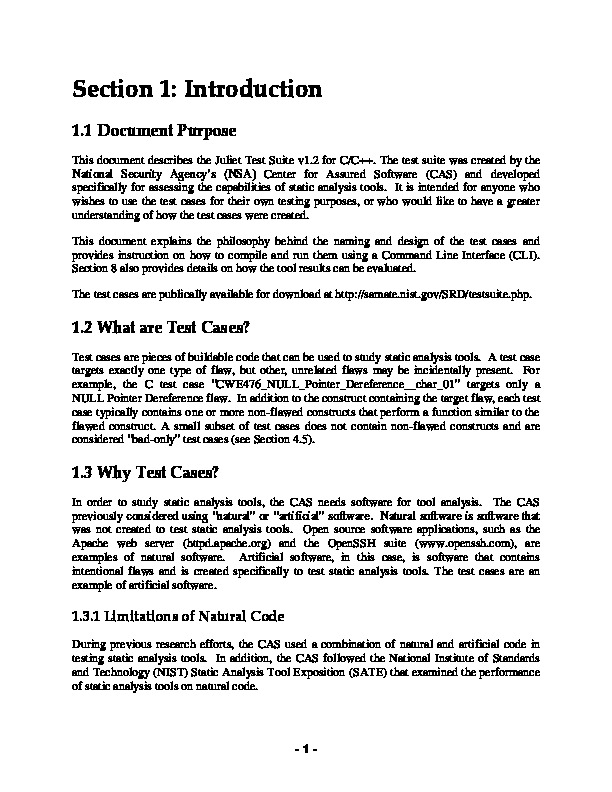 Section 1: Introduction
1.1 Document Purpose
This document describes the Juliet Test Suite v1.2 for C/C++. The test suite was created by the
National Security Agency's (NSA) Center for Assured Software (CAS) and developed
specifically for assessing the capabilities of static analysis tools. It is intended for anyone who
wishes to use the test cases for their own testing purposes, or who would like to have a greater
understanding of how the test cases were created.
This document explains the philosophy behind the naming and design of the test cases and
provides instruction on how to compile and run them using a Command Line Interface (CLI).
Section 8 also provides details on how the tool results can be evaluated.
The test cases are publically available for download at http://samate.nist.gov/SRD/testsuite.php.
1.2 What are Test Cases?
Test cases are pieces of buildable code that can be used to study static analysis tools. A test case
targets exactly one type of flaw, but other, unrelated flaws may be incidentally present. For
example, the C test case "CWE476_NULL_Pointer_Dereference__char_01" targets only a
NULL Pointer Dereference flaw. In addition to the construct containing the target flaw, each test
case typically contains one or more non-flawed constructs that perform a function similar to the
flawed construct. A small subset of test cases does not contain non-flawed constructs and are
considered "bad-only" test cases (see Section 4.5).
1.3 Why Test Cases?
In order to study static analysis tools, the CAS needs software for tool analysis. The CAS
previously considered using "natural" or "artificial" software. Natural software is software that
was not created to test static analysis tools. Open source software applications, such as the
Apache web server (httpd.apache.org) and the OpenSSH suite (www.openssh.com), are
examples of natural software. Artificial software, in this case, is software that contains
intentional flaws and is created specifically to test static analysis tools. The test cases are an
example of artificial software.
1.3.1 Limitations of Natural Code
During previous research efforts, the CAS used a combination of natural and artificial code in
testing static analysis tools. In addition, the CAS followed the National Institute of Standards
and Technology (NIST) Static Analysis Tool Exposition (SATE) that examined the performance
of static analysis tools on natural code.
- 1 -